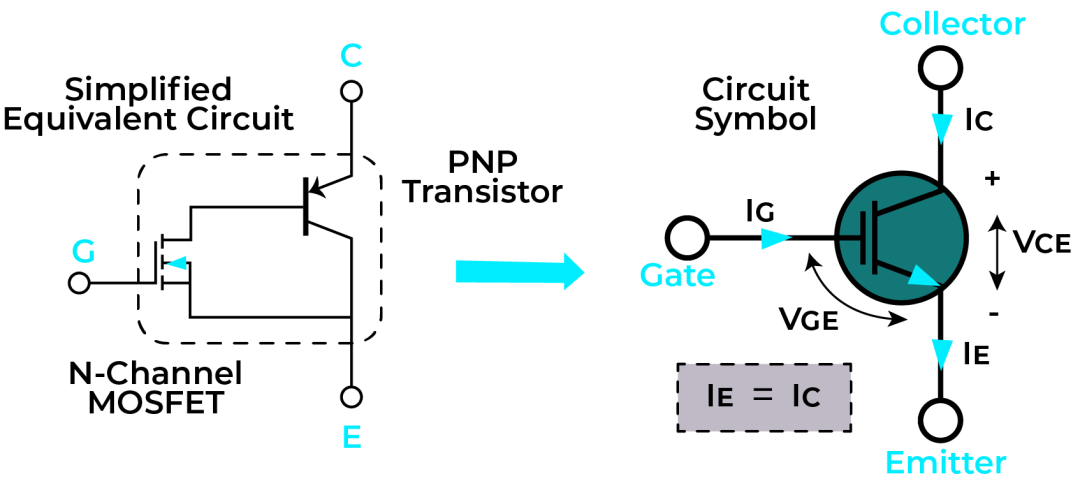 Simplified
Equivalent Circuit
C
PNP
Transistor
G
N-Channel
MOSFET
E
Circuit
Symbol
Collector
IC
+
IG
Gate
VCE
VGE
-
IE
IE = IC
Emitter